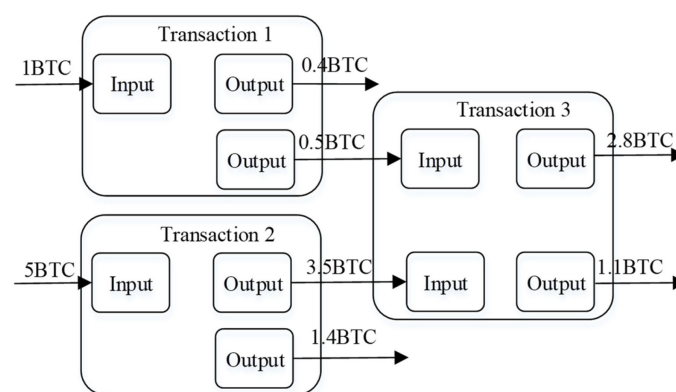 Transaction 1
1BTC
Input
Output
0.4BTC
Output
0.5BTC
Transaction 2
5BTC
Input
Output
3.5BTC
Output
1.4BTC
Transaction 3
Input
Output
2.8BTC
Input
Output
1.1BTC